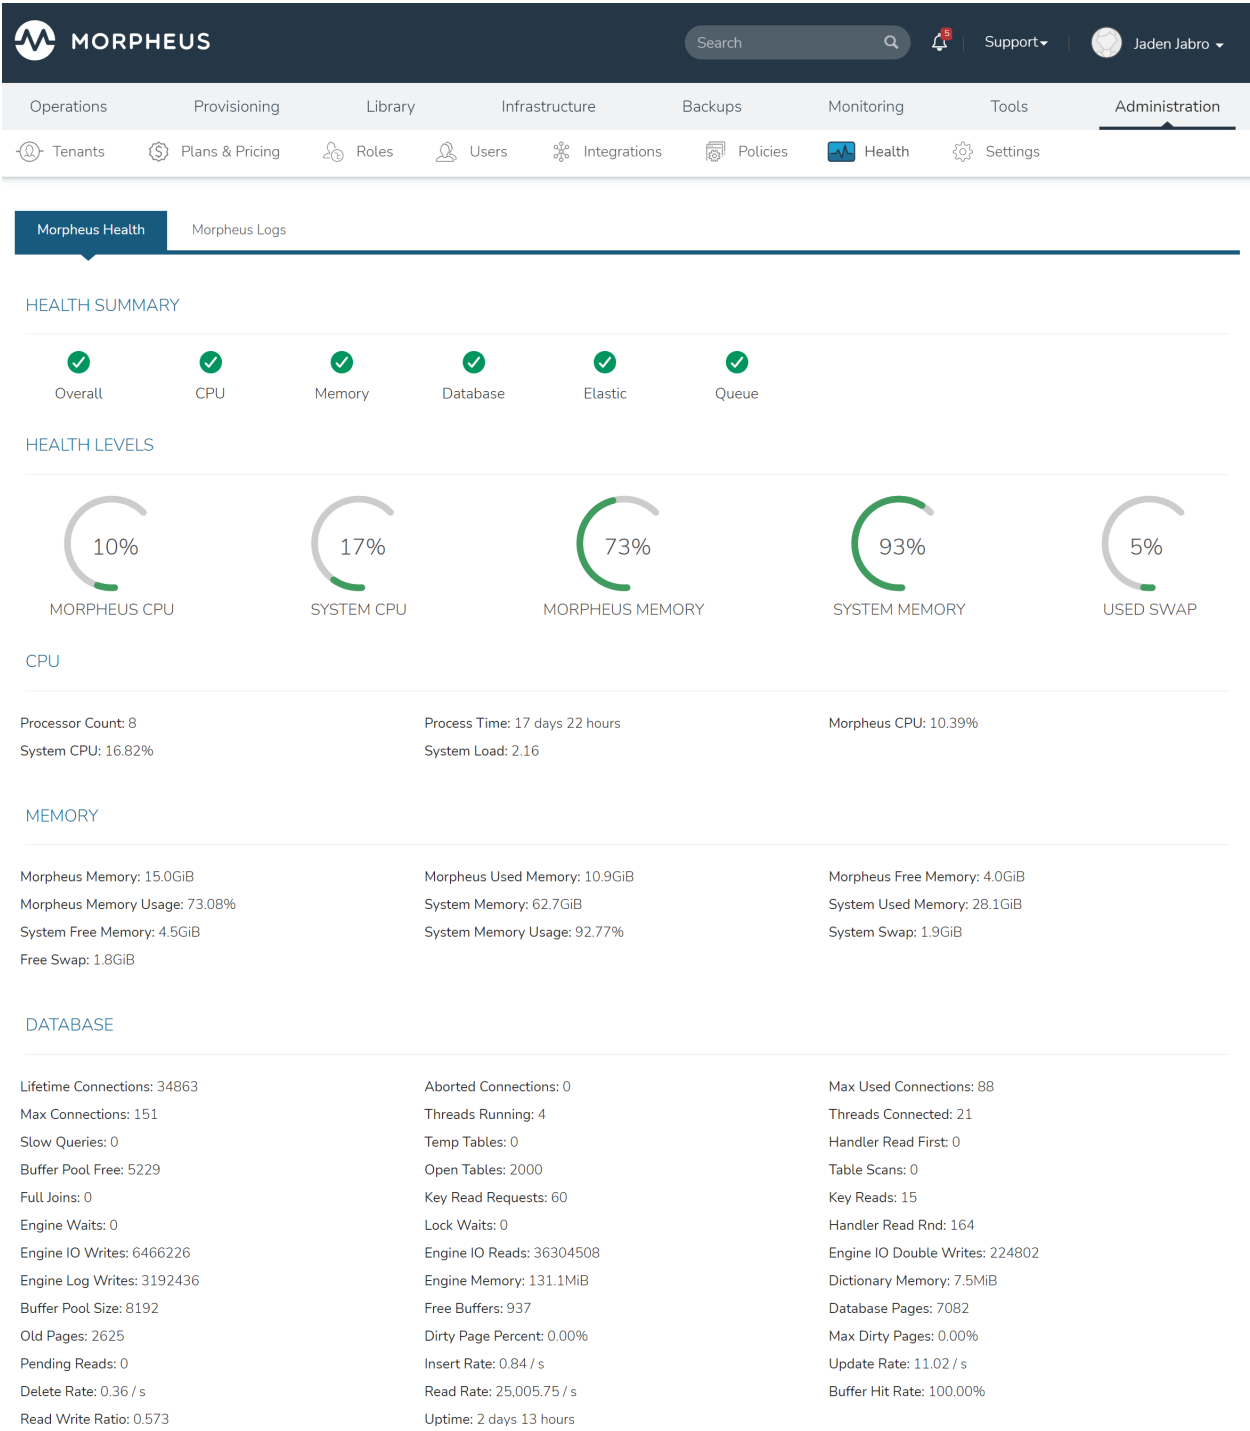 MORPHEUS
Search
5
Support
Jaden Jabro
Operations Provisioning Library Infrastructure Backups Monitoring Tools Administration
Tenants Plans & Pricing Roles Users Integrations Policies Health Settings
Morpheus Health Morpheus Logs
HEALTH SUMMARY
Overall CPU Memory Database Elastic Queue
HEALTH LEVELS
10% 17% 73% 93% 5%
MORPHEUS CPU SYSTEM CPU MORPHEUS MEMORY SYSTEM MEMORY USED SWAP
CPU
Processor Count: 8 Process Time: 17 days 22 hours Morpheus CPU: 10.39%
System CPU: 16.82% System Load: 2.16
MEMORY
Morpheus Memory: 15.0GiB Morpheus Used Memory: 10.9GiB Morpheus Free Memory: 4.0GiB
Morpheus Memory Usage: 73.08% System Memory: 62.7GiB System Used Memory: 28.1GiB
System Free Memory: 4.5GiB System Memory Usage: 92.77% System Swap: 1.9GiB
Free Swap: 1.8GiB
DATABASE
Lifetime Connections: 34863 Aborted Connections: 0 Max Used Connections: 88
Max Connections: 151 Threads Running: 4 Threads Connected: 21
Slow Queries: 0 Temp Tables: 0 Handler Read First: 0
Buffer Pool Free: 5229 Open Tables: 2000 Table Scans: 0
Full Joins: 0 Key Read Requests: 60 Key Reads: 15
Engine Waits: 0 Lock Waits: 0 Handler Read Rnd: 164
Engine IO Writes: 6466226 Engine IO Reads: 36304508 Engine IO Double Writes: 224802
Engine Log Writes: 3192436 Engine Memory: 131.1MiB Dictionary Memory: 7.5MiB
Buffer Pool Size: 8192 Free Buffers: 937 Database Pages: 7082
Old Pages: 2625 Dirty Page Percent: 0.00% Max Dirty Pages: 0.00%
Pending Reads: 0 Insert Rate: 0.84 / s Update Rate: 11.02 / s
Delete Rate: 0.36 / s Read Rate: 25,005.75 / s Buffer Hit Rate: 100.00%
Read Write Ratio: 0.573 Uptime: 2 days 13 hours